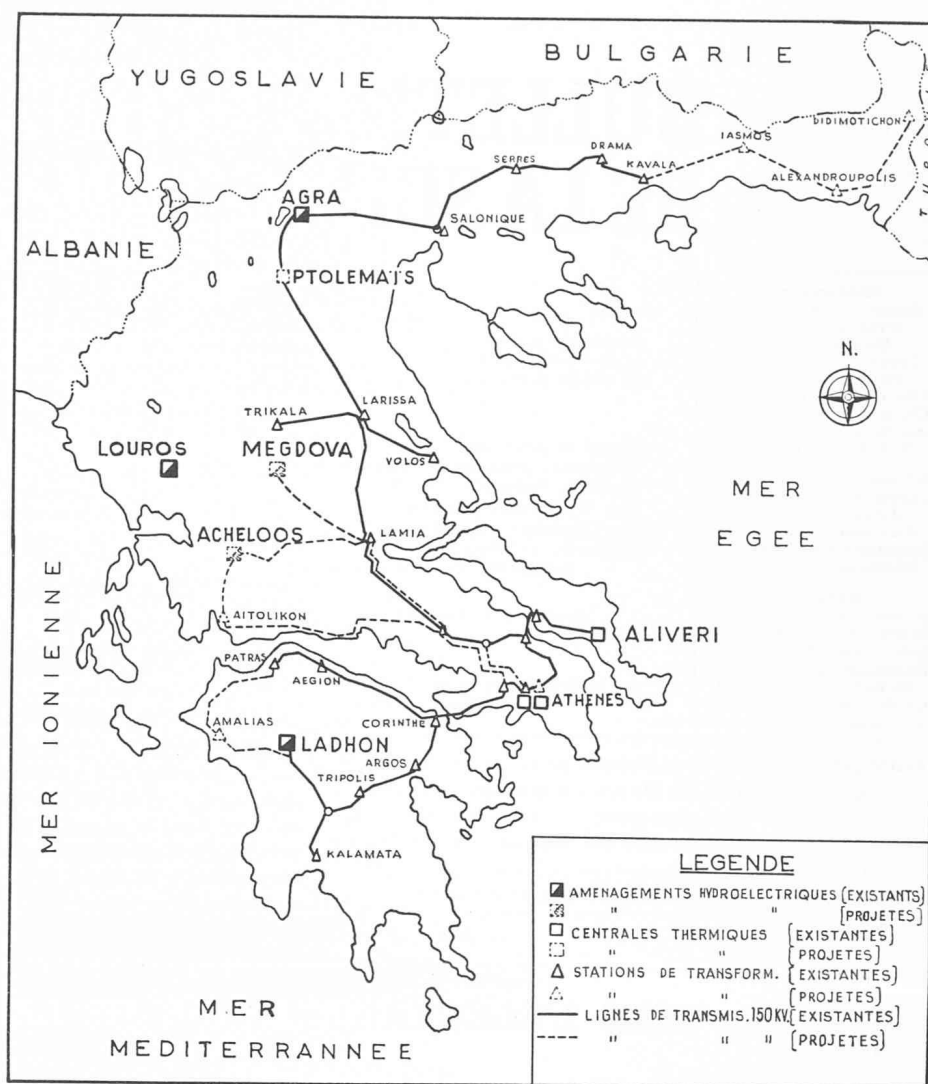 BULGARIE
YUGOSLAVIE
DIDIMOTICHON
IASMOS
DRAMA
SERRES
KAVALA
ALEXANDROUPOLIS
AGRA
SALONIQUE
ALBANIE
PTOLEMAIS
N.
LARISSA
TRIKALA
LOUROS
MEGDOVA
VOLOS
MER
EGEE
LAMIA
ACHELOOS
MER IONIENNE
AITOLIKON
ALIVERI
PATRAS
AEGION
ATHENES
AMALIAS
CORINTHE
LADHON
ARGOS
TRIPOLIS
KALAMATA
MER
MEDITERRANNEE
LEGENDE
AMENAGEMENTS HYDROELECTRIQUES [EXISTANTS]
" " [PROJETES]
CENTRALES THERMIQUES [EXISTANTES]
" " [PROJETES]
STATIONS DE TRANSFORM. [EXISTANTES]
" " [PROJETES]
LIGNES DE TRANSMIS. 150 KV. [EXISTANTES]
" " " [PROJETES]